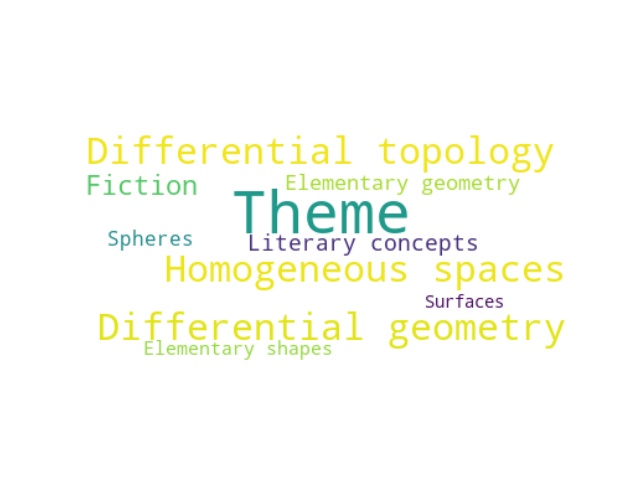 Differential topology
Fiction
Elementary geometry
Theme
Spheres
Literary concepts
Homogeneous spaces
Surfaces
Differential geometry
Elementary shapes